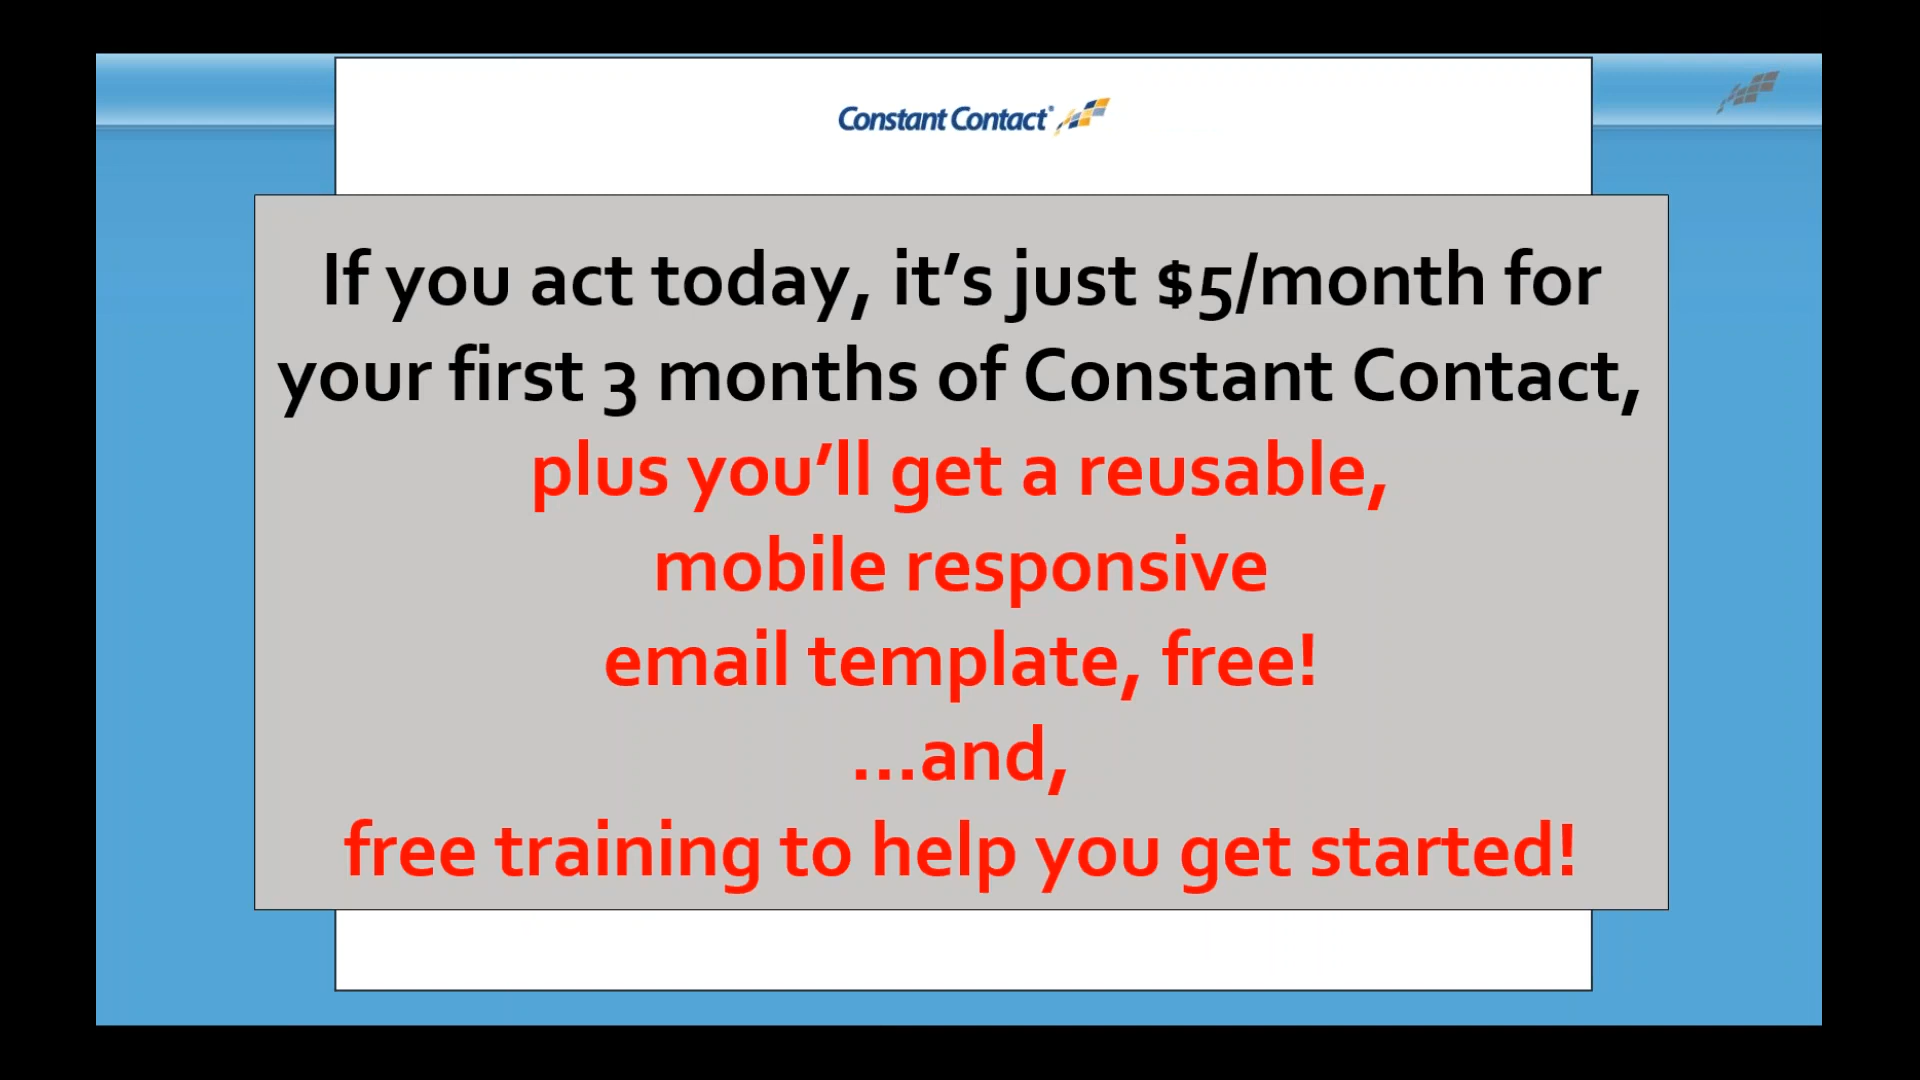 Constant Contact®
If you act today, it’s just $5/month for
your first 3 months of Constant Contact,
plus you’ll get a reusable,
mobile responsive
email template, free!
...and,
free training to help you get started!